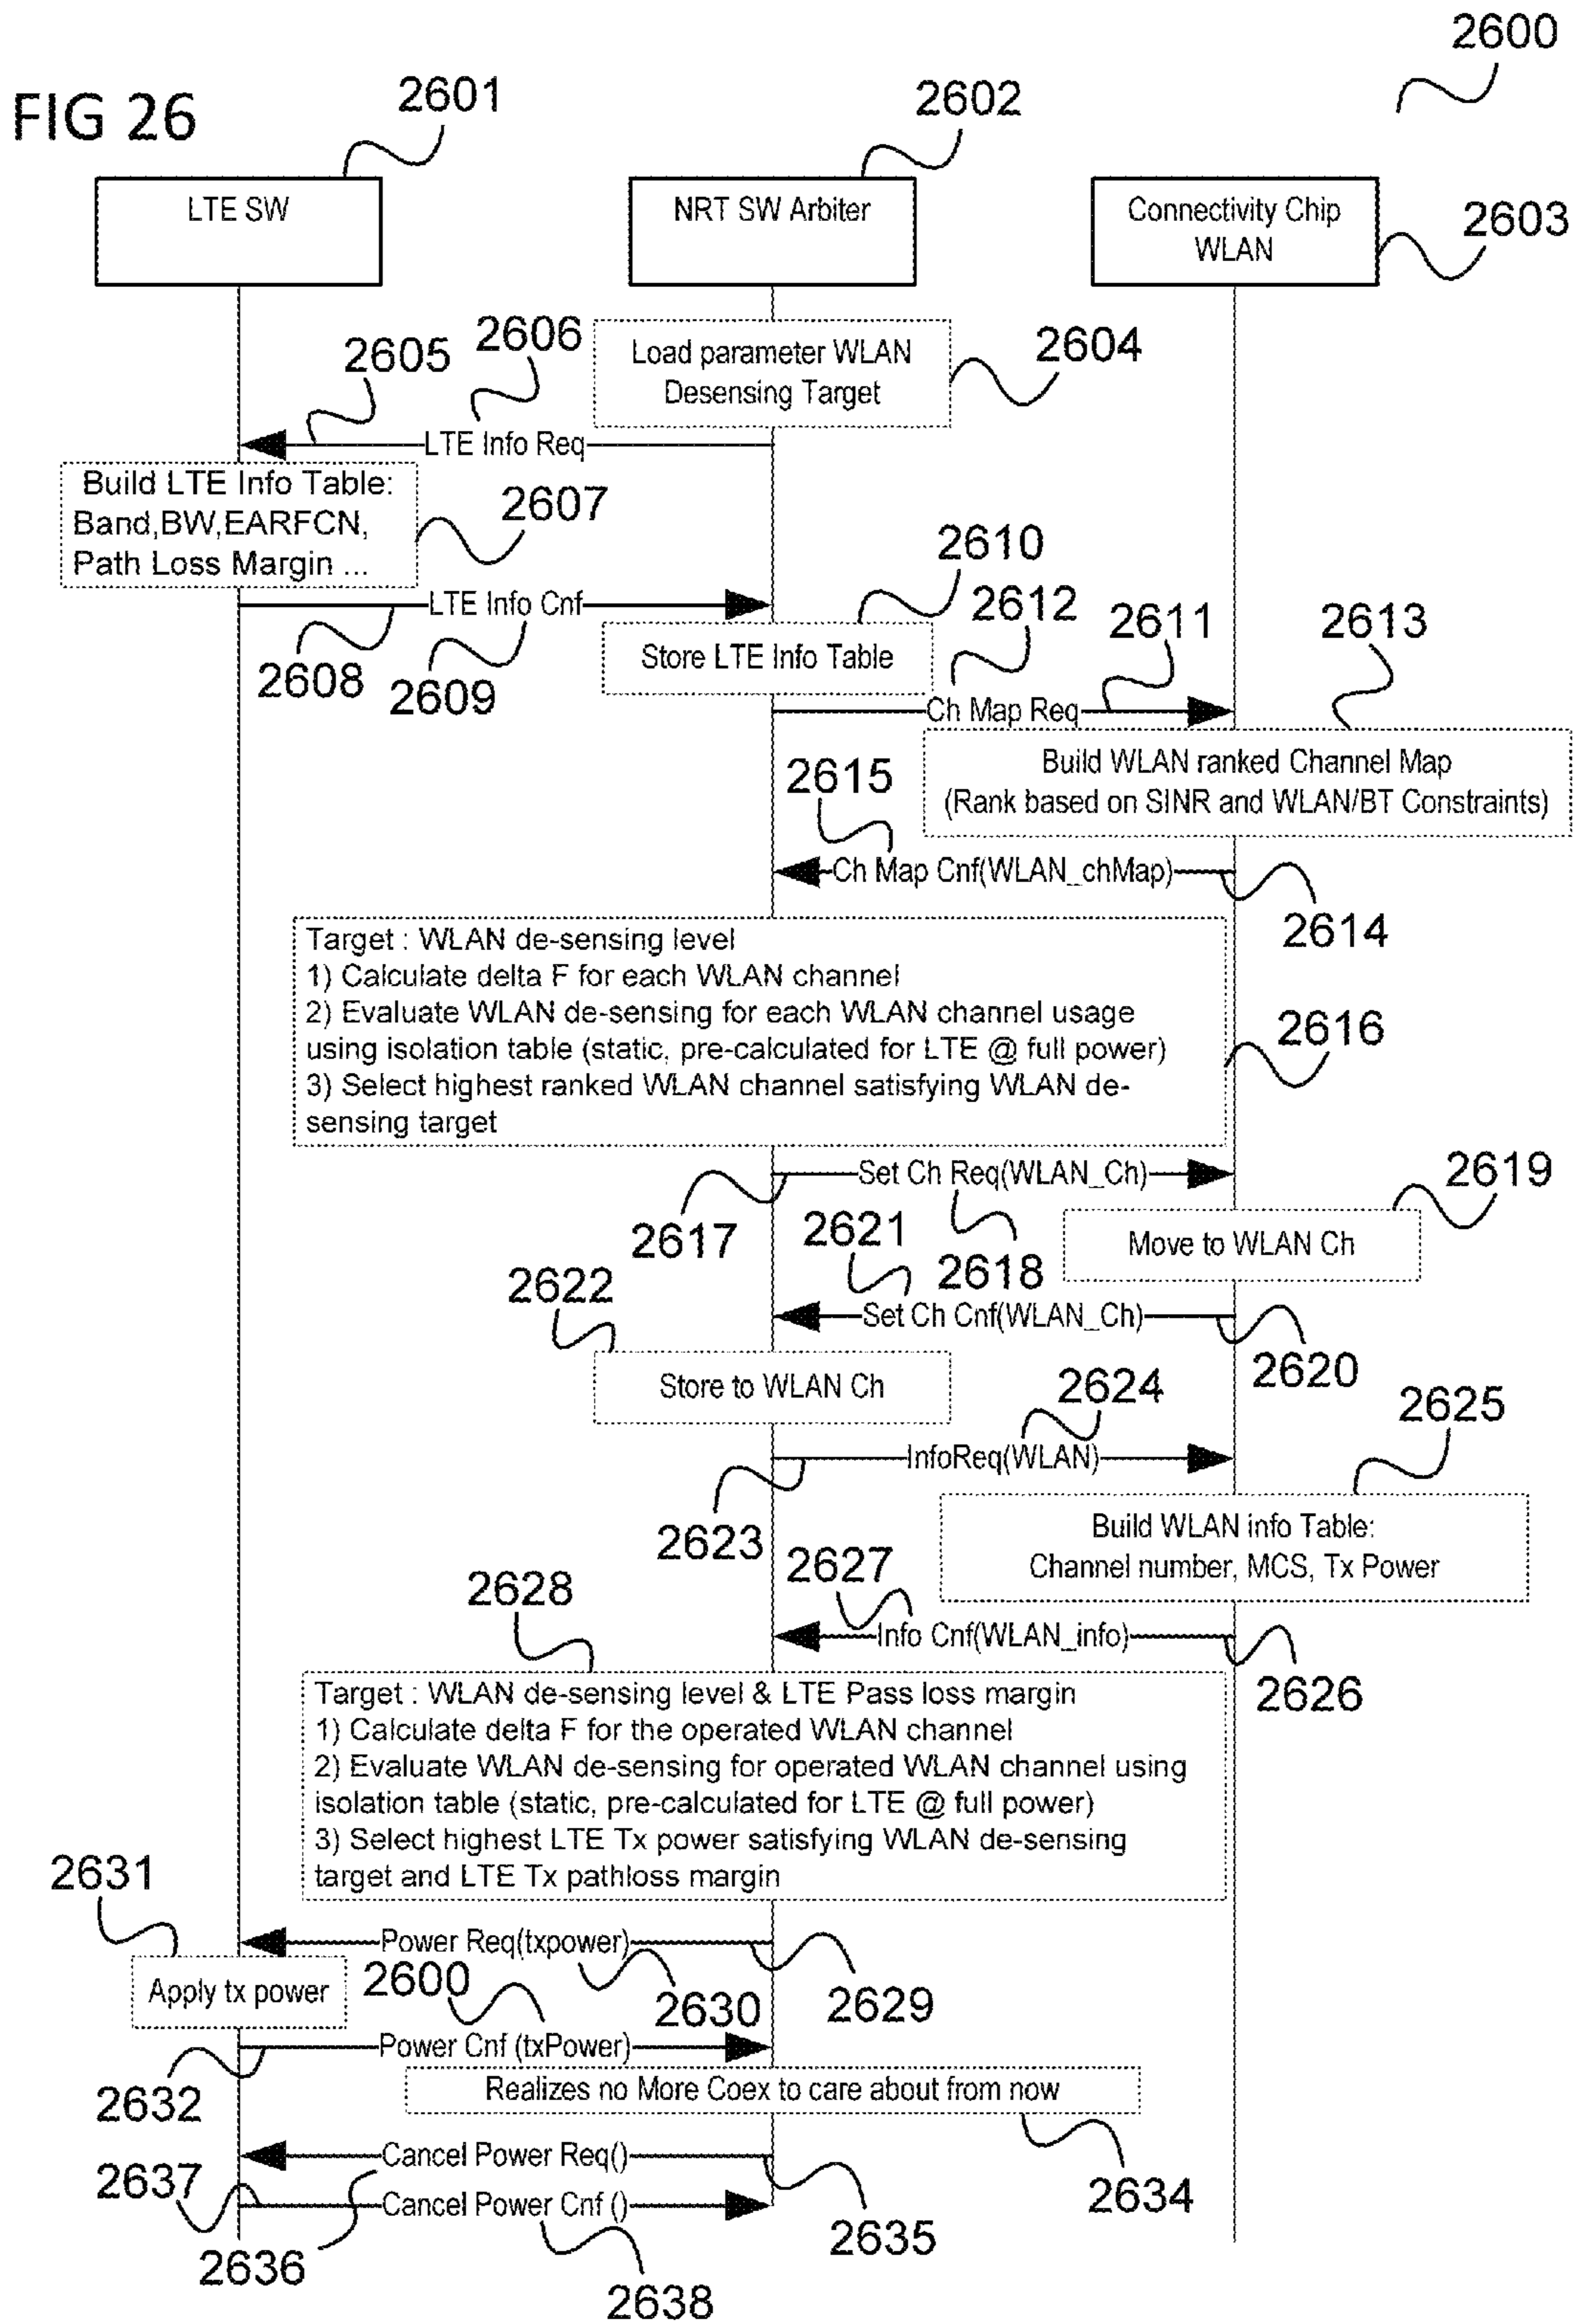 2600
FIG 26
2601
2602
LTE SW
NRT SW Arbiter
Connectivity Chip
WLAN
2603
2606
2605
Load parameter WLAN
Desensing Target
2604
LTE Info Req
Build LTE Info Table:
Band,BW,EARFCN,
Path Loss Margin ...
2607
2610
LTE Info Cnf
2612
2611
2613
2608
2609
Store LTE Info Table
Ch Map Req
2615
Build WLAN ranked Channel Map
(Rank based on SINR and WLAN/BT Constraints)
Ch Map Cnf(WLAN_chMap)
2614
Target : WLAN de-sensing level
1) Calculate delta F for each WLAN channel
2) Evaluate WLAN de-sensing for each WLAN channel usage
using isolation table (static, pre-calculated for LTE @ full power)
3) Select highest ranked WLAN channel satisfying WLAN de-
sensing target
2616
Set Ch Req(WLAN_Ch)
2619
2617
2621
2618
Move to WLAN Ch
2622
Set Ch Cnf(WLAN_Ch)
2620
Store to WLAN Ch
2624
2625
InfoReq(WLAN)
2623
Build WLAN info Table:
Channel number, MCS, Tx Power
2627
2628
Info Cnf(WLAN_info)
2626
Target : WLAN de-sensing level & LTE Pass loss margin
1) Calculate delta F for the operated WLAN channel
2) Evaluate WLAN de-sensing for operated WLAN channel using
isolation table (static, pre-calculated for LTE @ full power)
3) Select highest LTE Tx power satisfying WLAN de-sensing
target and LTE Tx pathloss margin
2631
Power Req(txpower)
Apply tx power
2600
2630
2629
Power Cnf (txPower)
2632
Realizes no More Coex to care about from now
Cancel Power Req()
2637
2634
Cancel Power Cnf ()
2636
2635
2638